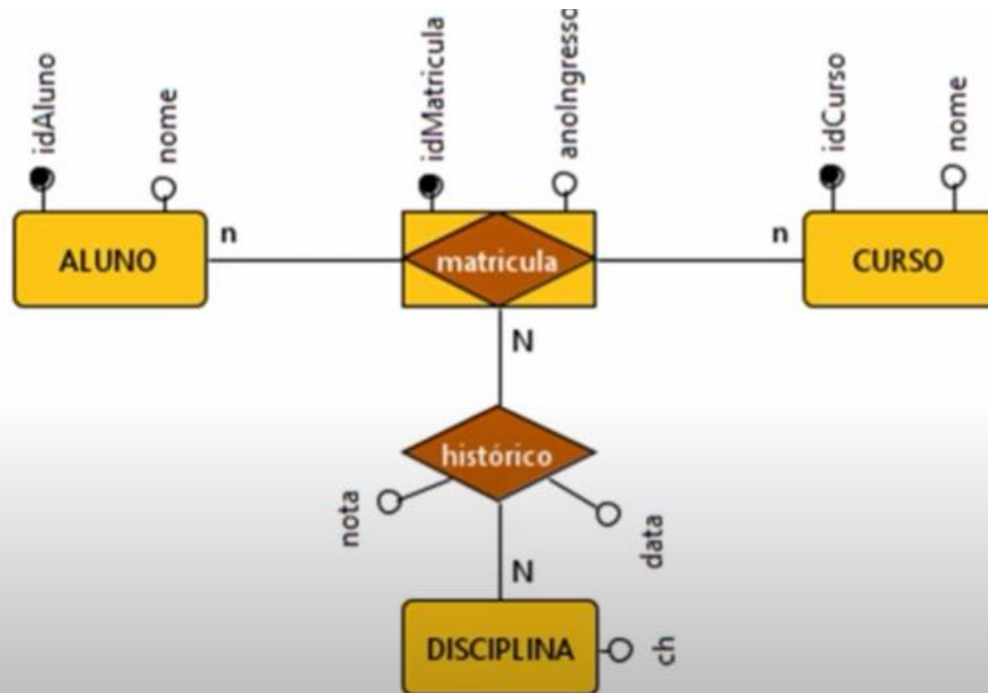 idAluno
nome
idMatricula
anoIngresso
idCurso
nome
ALUNO
n
matricula
n
CURSO
N
histórico
nota
data
N
DISCIPLINA
ch